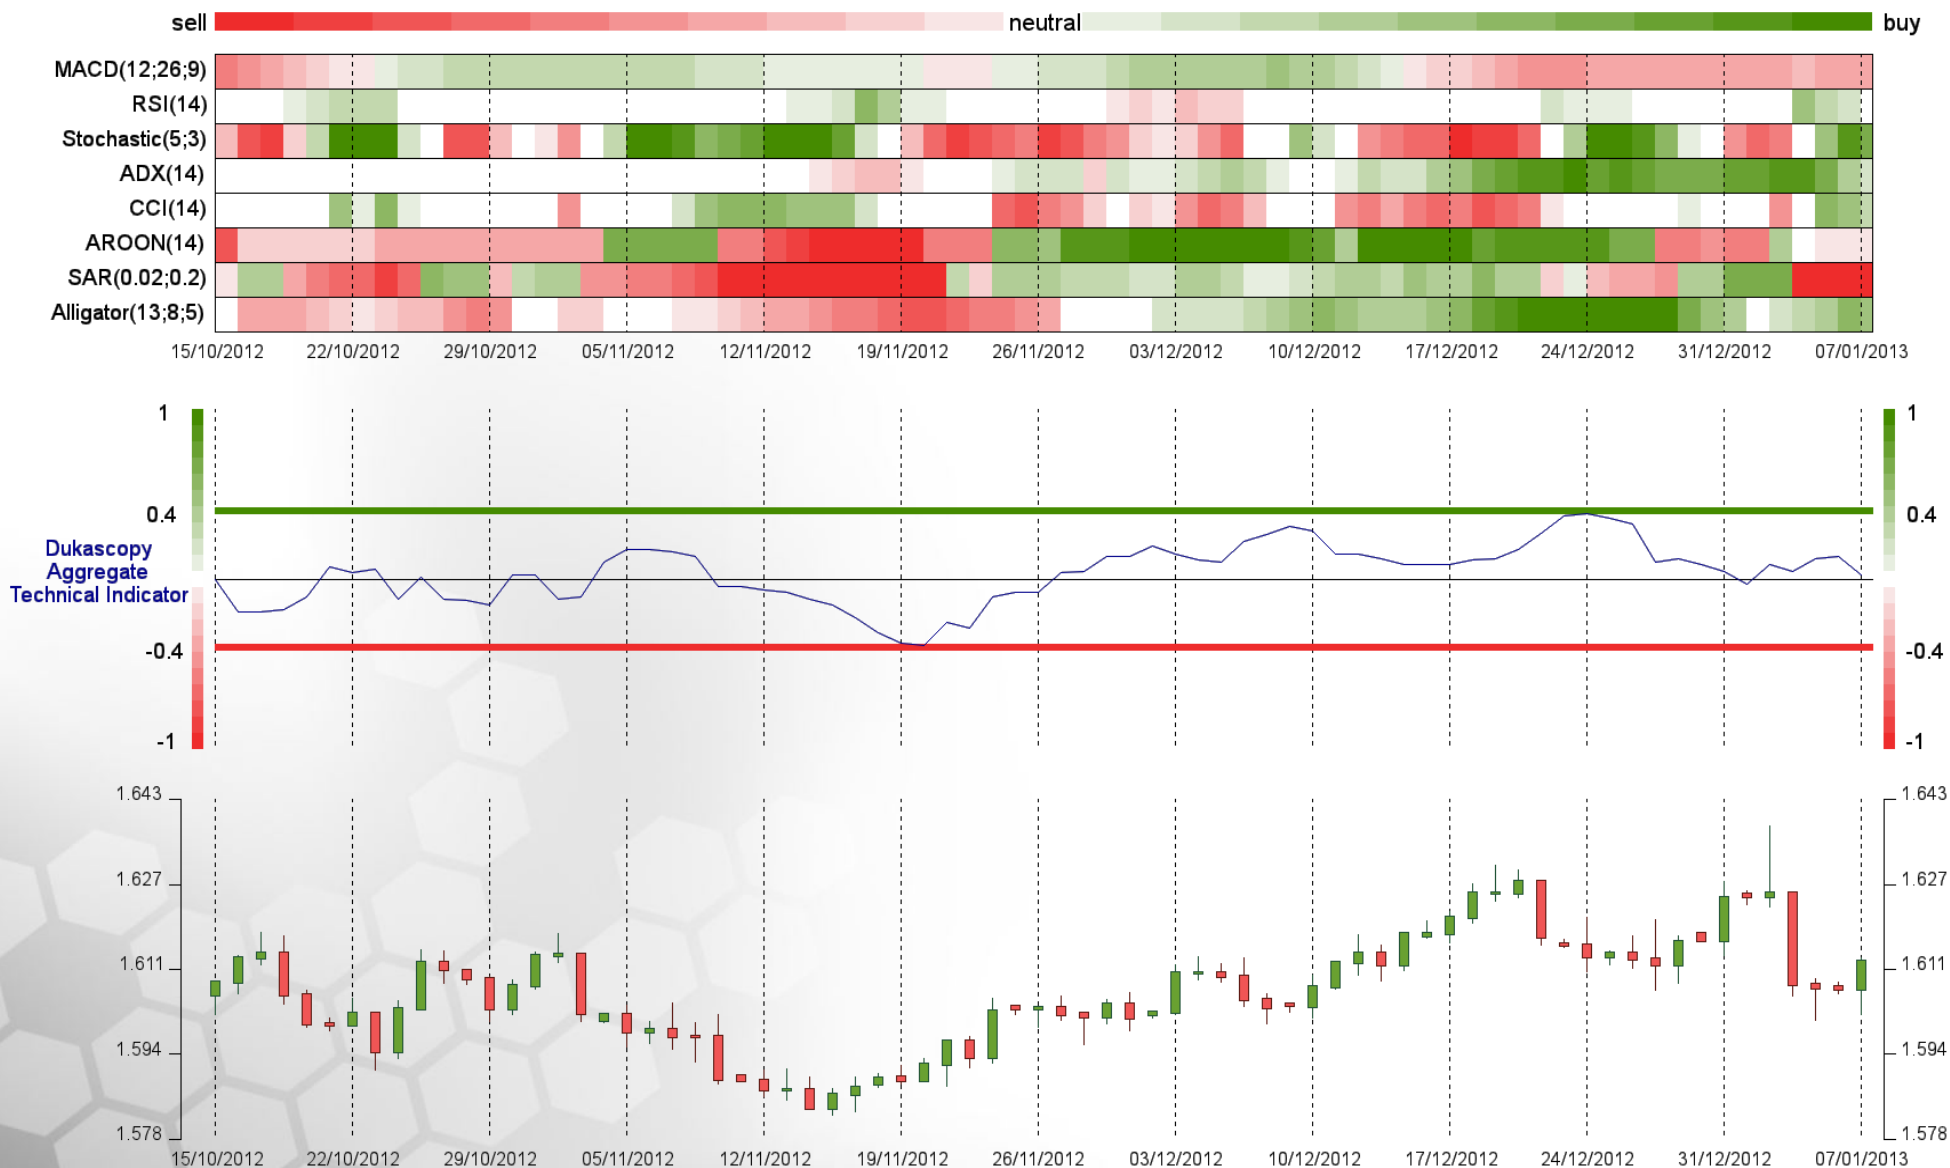 sell neutral buy
MACD(12;26;9)
RSI(14)
Stochastic(5;3)
ADX(14)
CCI(14)
AROON(14)
SAR(0.02;0.2)
Alligator(13;8;5)
15/10/2012 22/10/2012 29/10/2012 05/11/2012 12/11/2012 19/11/2012 26/11/2012 03/12/2012 10/12/2012 17/12/2012 24/12/2012 31/12/2012 07/01/2013
1 1
0.4 0.4
Dukascopy
Aggregate
Technical Indicator
-0.4 -0.4
-1 -1
1.643 1.643
1.627 1.627
1.611 1.611
1.594 1.594
1.578 1.578
15/10/2012 22/10/2012 29/10/2012 05/11/2012 12/11/2012 19/11/2012 26/11/2012 03/12/2012 10/12/2012 17/12/2012 24/12/2012 31/12/2012 07/01/2013